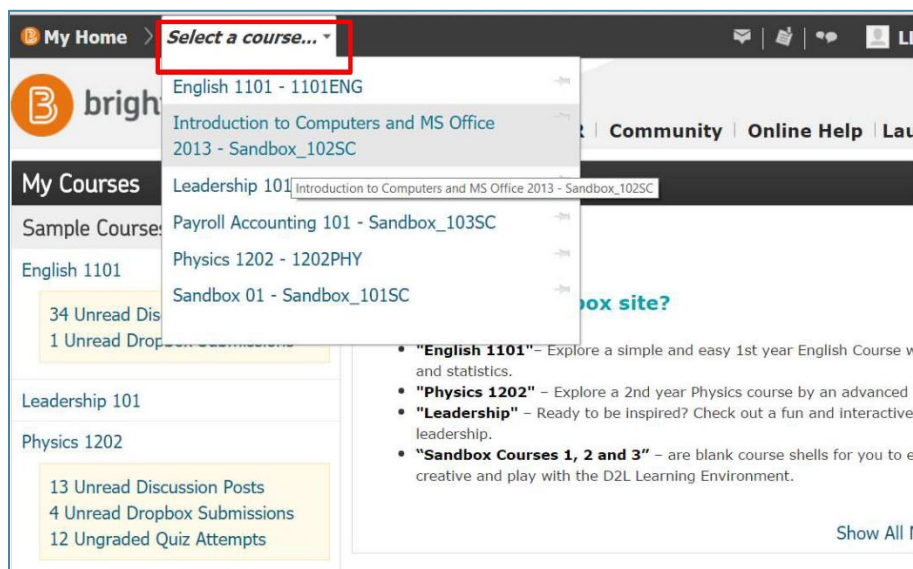 My Home
Select a course...
English 1101 - 1101ENG
Introduction to Computers and MS Office
2013 - Sandbox_102SC
Leadership 101
Introduction to Computers and MS Office 2013 - Sandbox_102SC
Payroll Accounting 101 - Sandbox_103SC
Physics 1202 - 1202PHY
Sandbox 01 - Sandbox_101SC
Community
Online Help
My Courses
English 1101
34 Unread
1 Unread
Leadership 101
Physics 1202
13 Unread Discussion Posts
4 Unread Dropbox Submissions
12 Ungraded Quiz Attempts
site?
"English 1101"– Explore a simple and easy 1st year English Course
and statistics.
"Physics 1202" – Explore a 2nd year Physics course by an advanced
"Leadership" – Ready to be inspired? Check out a fun and interactive
leadership.
“Sandbox Courses 1, 2 and 3” – are blank course shells for you to
creative and play with the D2L Learning Environment.
Show All